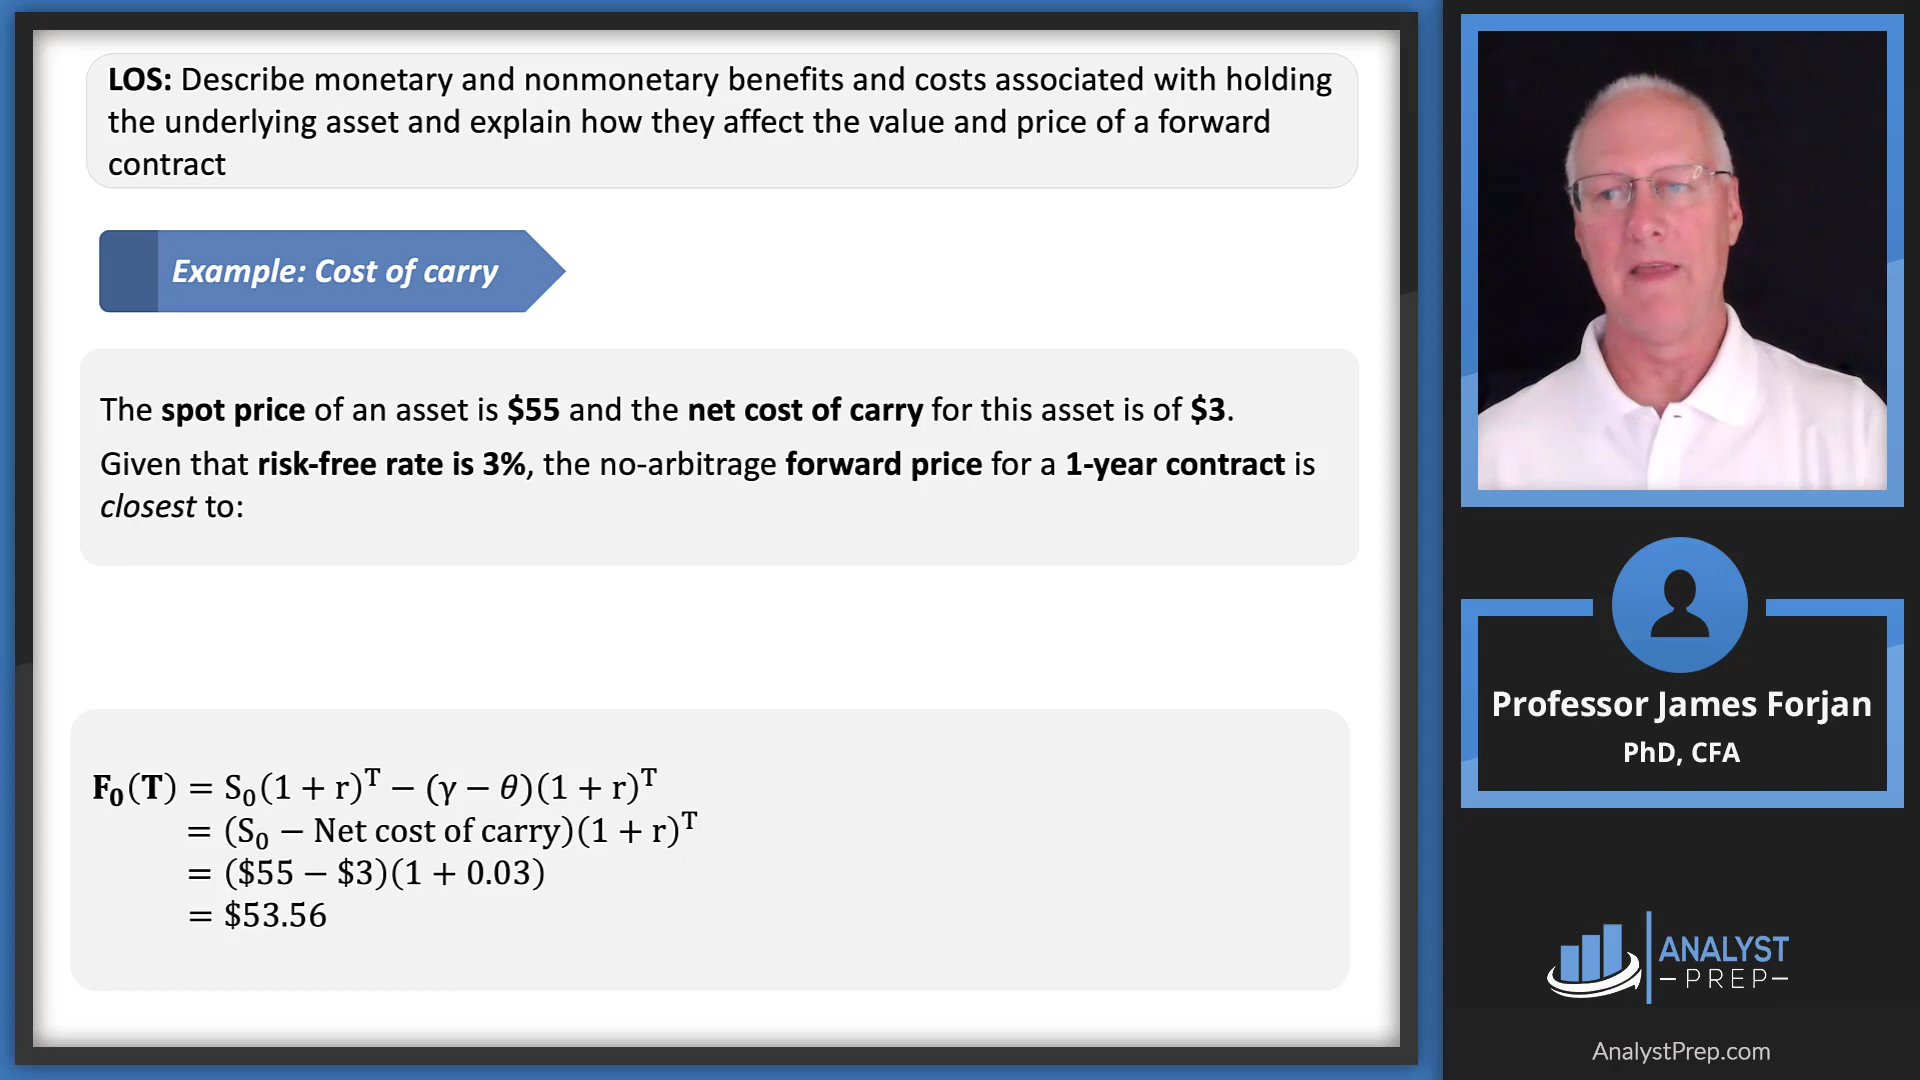 LOS: Describe monetary and nonmonetary benefits and costs associated with holding
the underlying asset and explain how they affect the value and price of a forward
contract
Example: Cost of carry
The spot price of an asset is $55 and the net cost of carry for this asset is of $3.
Given that risk-free rate is 3%, the no-arbitrage forward price for a 1-year contract is
closest to:
F₀(T) = S₀(1 + r)ᵀ − (γ − θ)(1 + r)ᵀ
= (S₀ − Net cost of carry)(1 + r)ᵀ
= ($55 − $3)(1 + 0.03)
= $53.56
Professor James Forjan
PhD, CFA
ANALYST
PREP
AnalystPrep.com